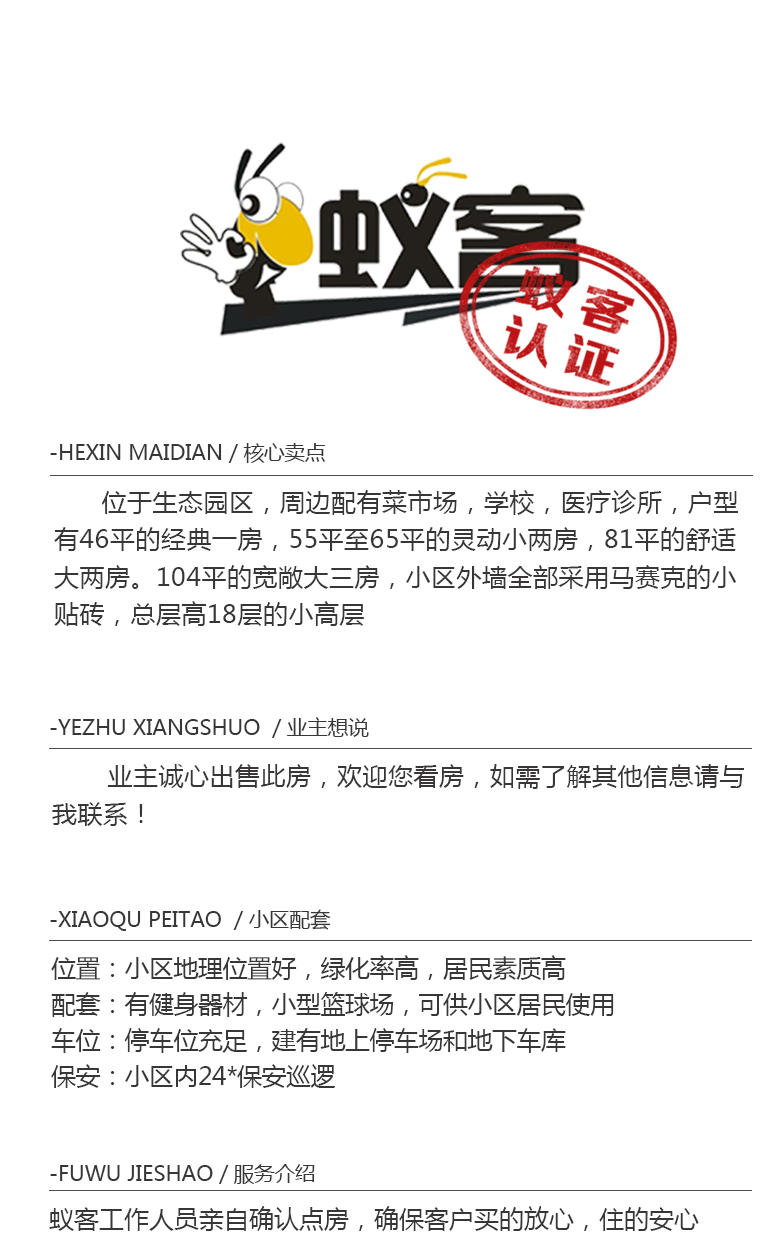 蚁客
蚁客
认证
-HEXIN MAIDIAN / 核心卖点
位于生态园区，周边配有菜市场，学校，医疗诊所，户型
有46平的经典一房，55平至65平的灵动小两房，81平的舒适
大两房。104平的宽敞大三房，小区外墙全部采用马赛克的小
贴砖，总层高18层的小高层
-YEZHU XIANGSHUO / 业主想说
业主诚心出售此房，欢迎您看房，如需了解其他信息请与
我联系！
-XIAOQU PEITAO / 小区配套
位置：小区地理位置好，绿化率高，居民素质高
配套：有健身器材，小型篮球场，可供小区居民使用
车位：停车位充足，建有地上停车场和地下车库
保安：小区内24*保安巡逻
-FUWU JIESHAO / 服务介绍
蚁客工作人员亲自确认点房，确保客户买的放心，住的安心